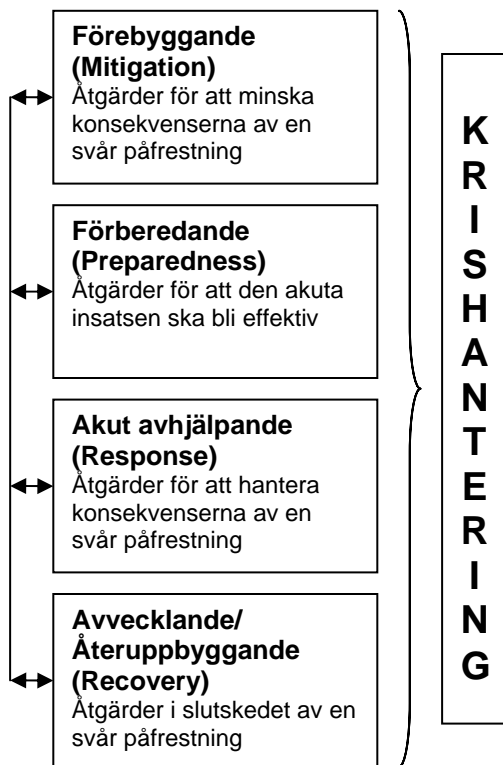 Förebyggande
(Mitigation)
Åtgärder för att minska
konsekvenserna av en
svår påfrestning
Förberedande
(Preparedness)
Åtgärder för att den akuta
insatsen ska bli effektiv
Akut avhjälpande
(Response)
Åtgärder för att hantera
konsekvenserna av en
svår påfrestning
Avvecklande/
Återuppbyggande
(Recovery)
Åtgärder i slutskedet av en
svår påfrestning
K
R
I
S
H
A
N
T
E
R
I
N
G